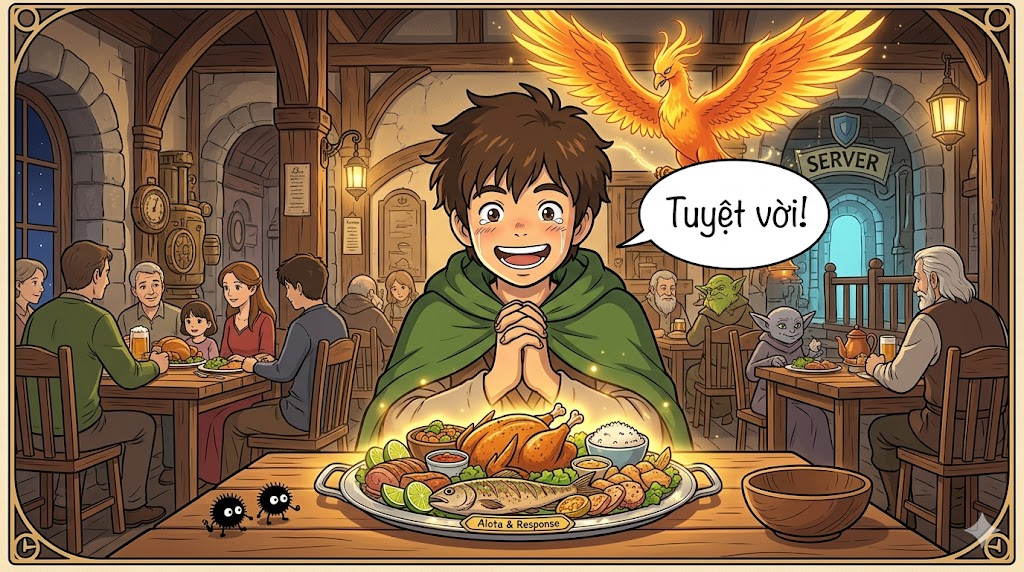 SERVER
Tuyệt vời!
Alota & Response